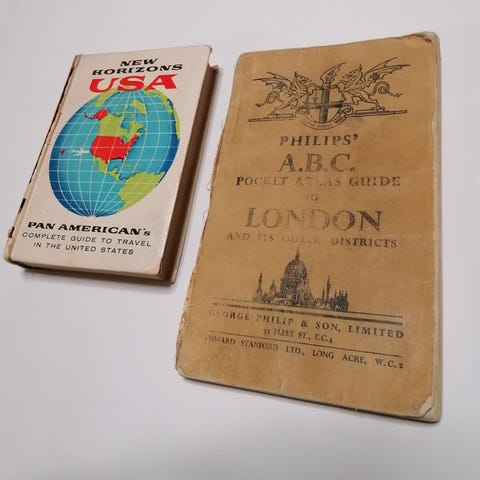 NEW
HORIZONS
USA
PAN AMERICAN's
COMPLETE GUIDE TO TRAVEL
IN THE UNITED STATES
PHILIPS'
A.B.C.
POCKET ATLAS GUIDE
TO
LONDON
AND ITS OUTER DISTRICTS
GEORGE PHILIP & SON, LIMITED
32 FLEET ST., E.C.4
EDWARD STANFORD LTD., LONG ACRE, W.C.2